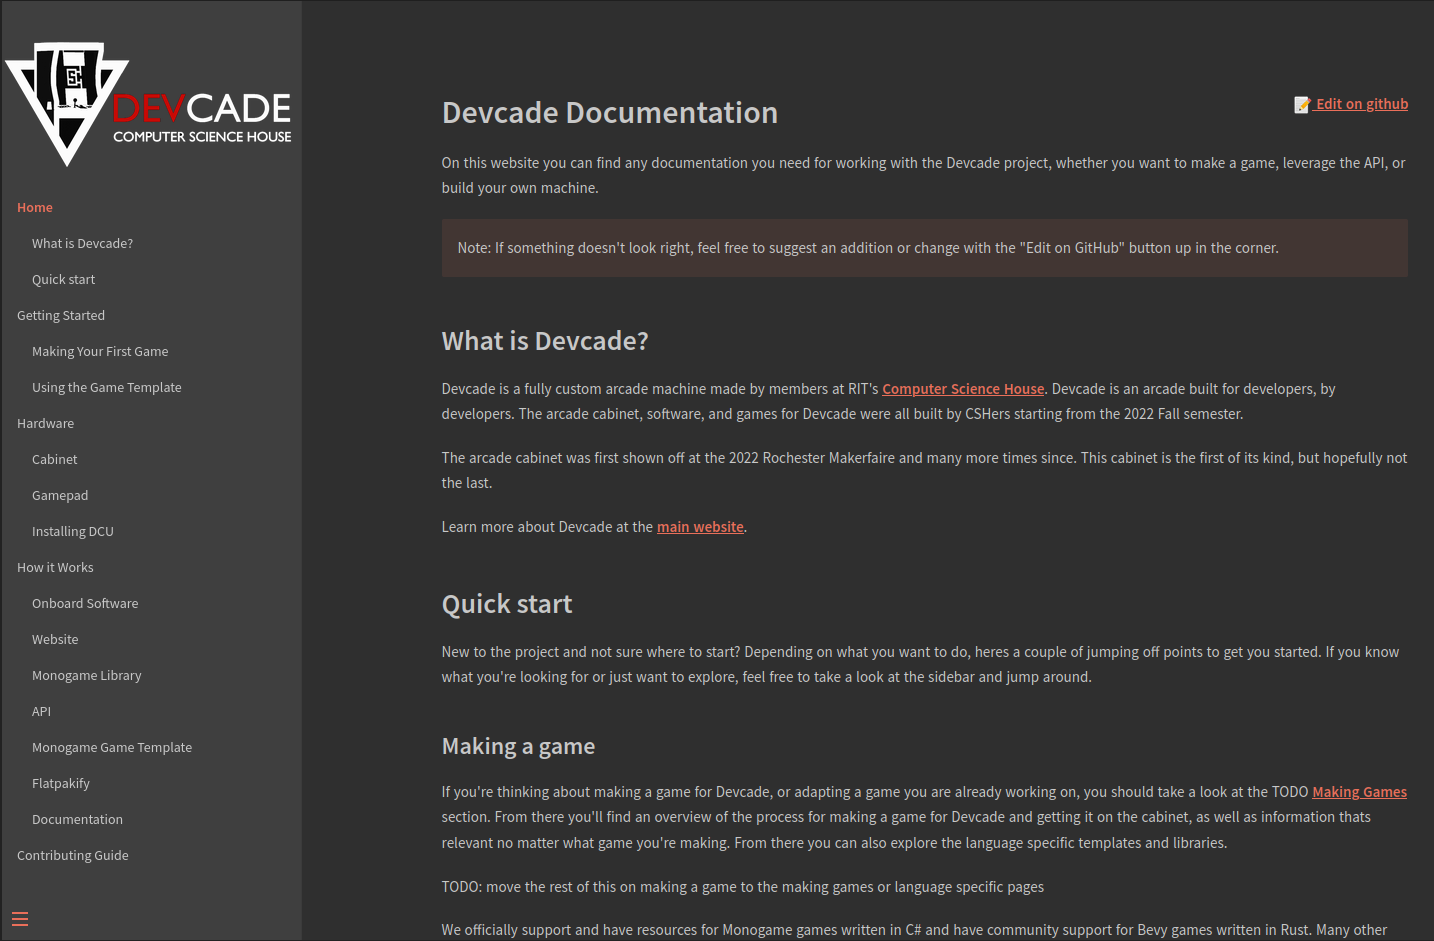 DEVCADE
COMPUTER SCIENCE HOUSE
Home
What is Devcade?
Quick start
Getting Started
Making Your First Game
Using the Game Template
Hardware
Cabinet
Gamepad
Installing DCU
How it Works
Onboard Software
Website
Monogame Library
API
Monogame Game Template
Flatpakify
Documentation
Contributing Guide
Devcade Documentation
📝 Edit on github
On this website you can find any documentation you need for working with the Devcade project, whether you want to make a game, leverage the API, or
build your own machine.
Note: If something doesn't look right, feel free to suggest an addition or change with the "Edit on GitHub" button up in the corner.
What is Devcade?
Devcade is a fully custom arcade machine made by members at RIT's Computer Science House. Devcade is an arcade built for developers, by
developers. The arcade cabinet, software, and games for Devcade were all built by CSHers starting from the 2022 Fall semester.
The arcade cabinet was first shown off at the 2022 Rochester Makerfaire and many more times since. This cabinet is the first of its kind, but hopefully not
the last.
Learn more about Devcade at the main website.
Quick start
New to the project and not sure where to start? Depending on what you want to do, heres a couple of jumping off points to get you started. If you know
what you're looking for or just want to explore, feel free to take a look at the sidebar and jump around.
Making a game
If you're thinking about making a game for Devcade, or adapting a game you are already working on, you should take a look at the TODO Making Games
section. From there you'll find an overview of the process for making a game for Devcade and getting it on the cabinet, as well as information thats
relevant no matter what game you're making. From there you can also explore the language specific templates and libraries.
TODO: move the rest of this on making a game to the making games or language specific pages
We officially support and have resources for Monogame games written in C# and have community support for Bevy games written in Rust. Many other